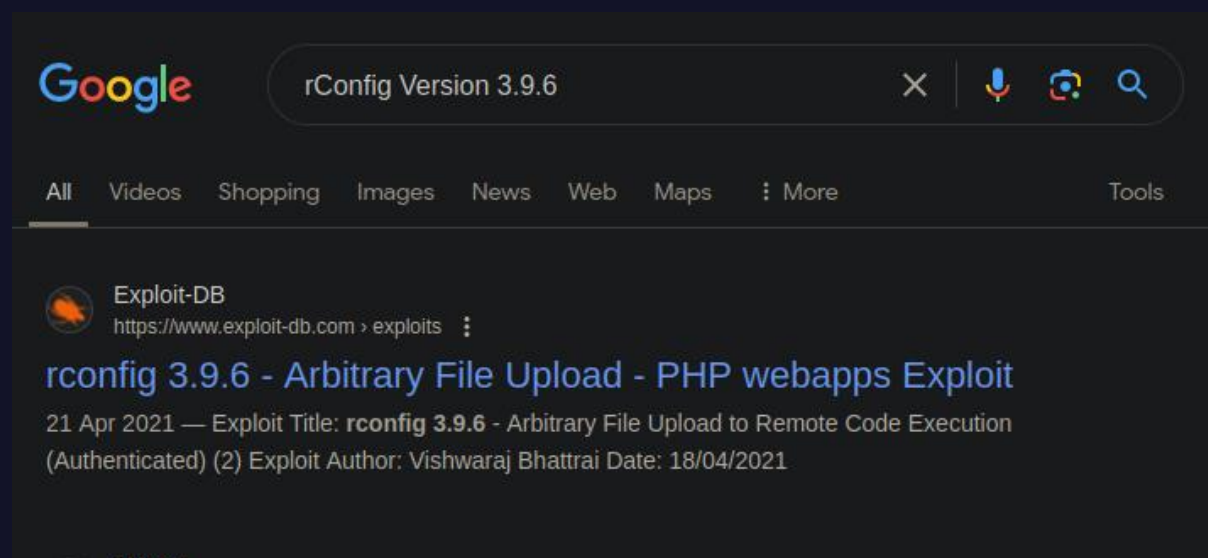 Google
rConfig Version 3.9.6
All Videos Shopping Images News Web Maps More Tools
Exploit-DB
https://www.exploit-db.com › exploits
rconfig 3.9.6 - Arbitrary File Upload - PHP webapps Exploit
21 Apr 2021 — Exploit Title: rconfig 3.9.6 - Arbitrary File Upload to Remote Code Execution
(Authenticated) (2) Exploit Author: Vishwaraj Bhattrai Date: 18/04/2021